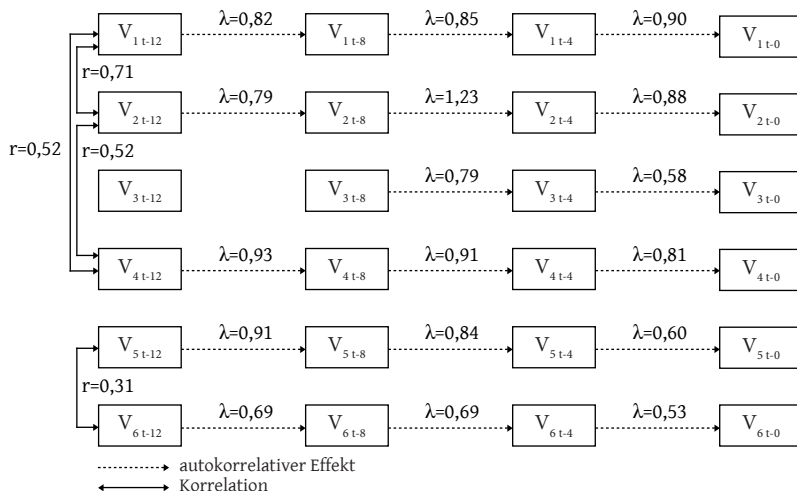 V 1 t-12 λ=0,82 V 1 t-8 λ=0,85 V 1 t-4 λ=0,90 V 1 t-0
r=0,71
V 2 t-12 λ=0,79 V 2 t-8 λ=1,23 V 2 t-4 λ=0,88 V 2 t-0
r=0,52 r=0,52
V 3 t-12 V 3 t-8 λ=0,79 V 3 t-4 λ=0,58 V 3 t-0
V 4 t-12 λ=0,93 V 4 t-8 λ=0,91 V 4 t-4 λ=0,81 V 4 t-0
V 5 t-12 λ=0,91 V 5 t-8 λ=0,84 V 5 t-4 λ=0,60 V 5 t-0
r=0,31
V 6 t-12 λ=0,69 V 6 t-8 λ=0,69 V 6 t-4 λ=0,53 V 6 t-0
autokorrelativer Effekt
Korrelation